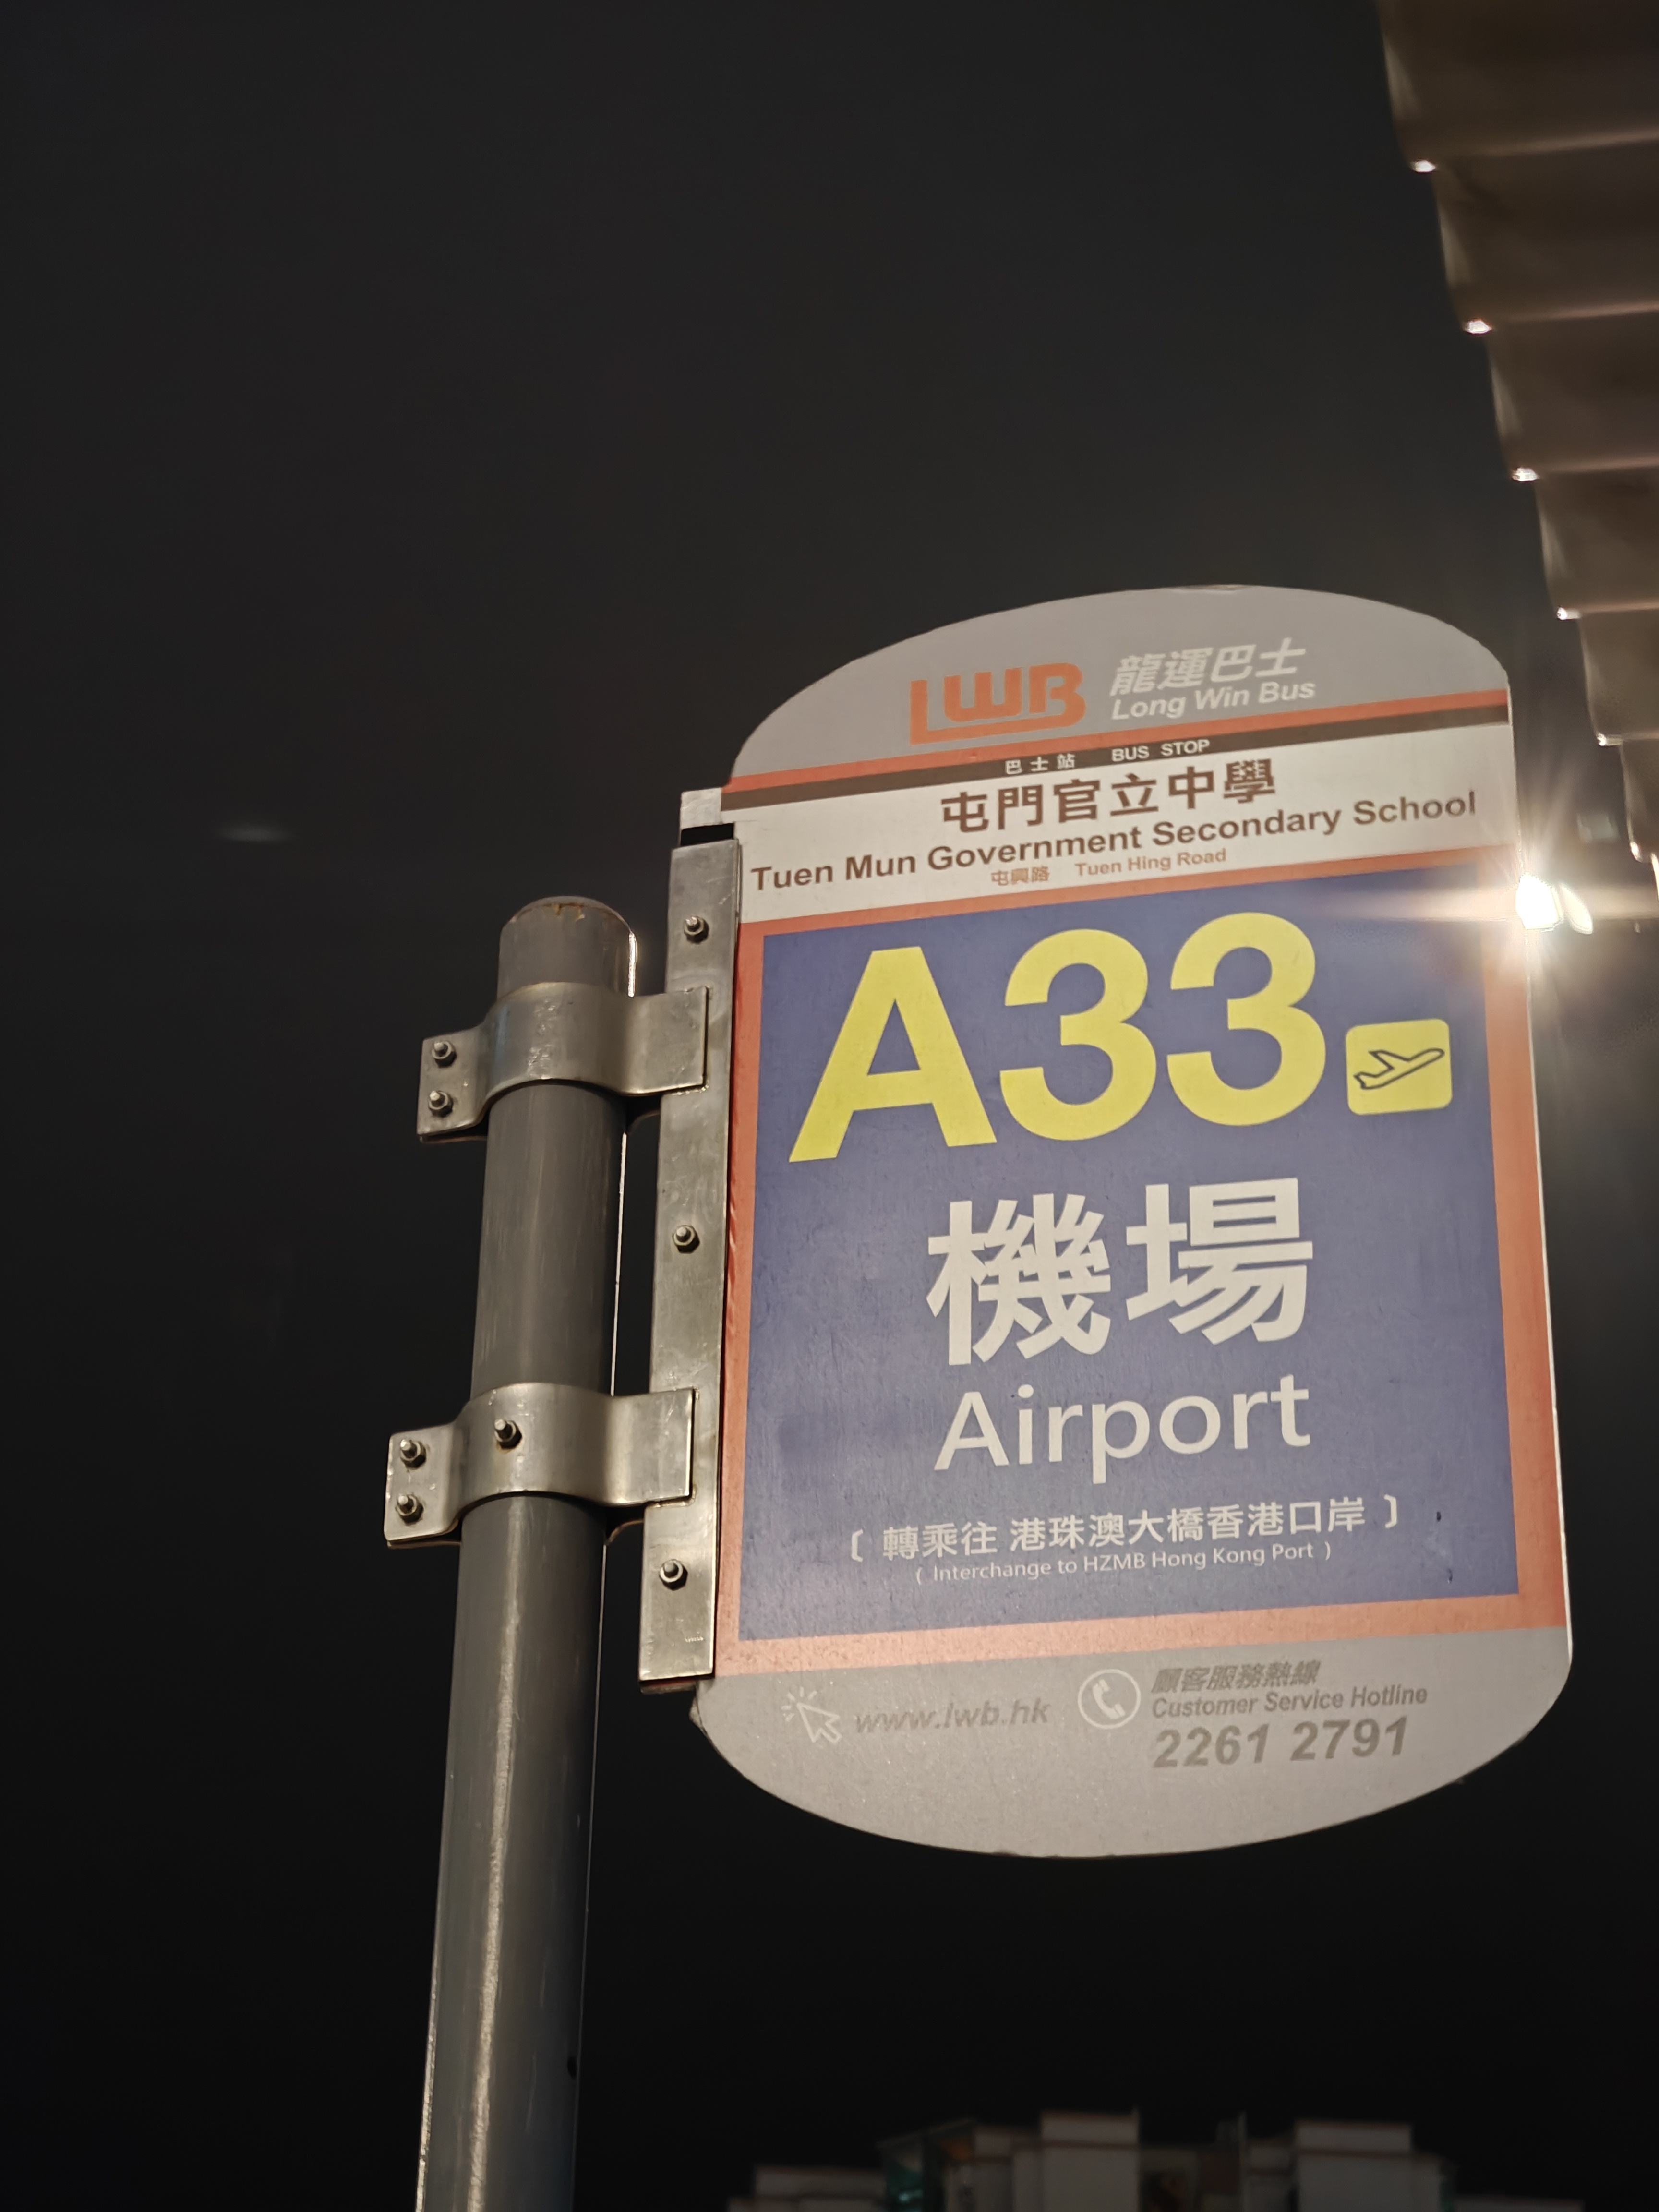 LWB 龍運巴士
Long Win Bus
巴士站 BUS STOP
屯門官立中學
Tuen Mun Government Secondary School
屯興路 Tuen Hing Road
A33
機場
Airport
〔 轉乘往 港珠澳大橋香港口岸 〕
( Interchange to HZMB Hong Kong Port )
www.lwb.hk
顧客服務熱線
Customer Service Hotline
2261 2791